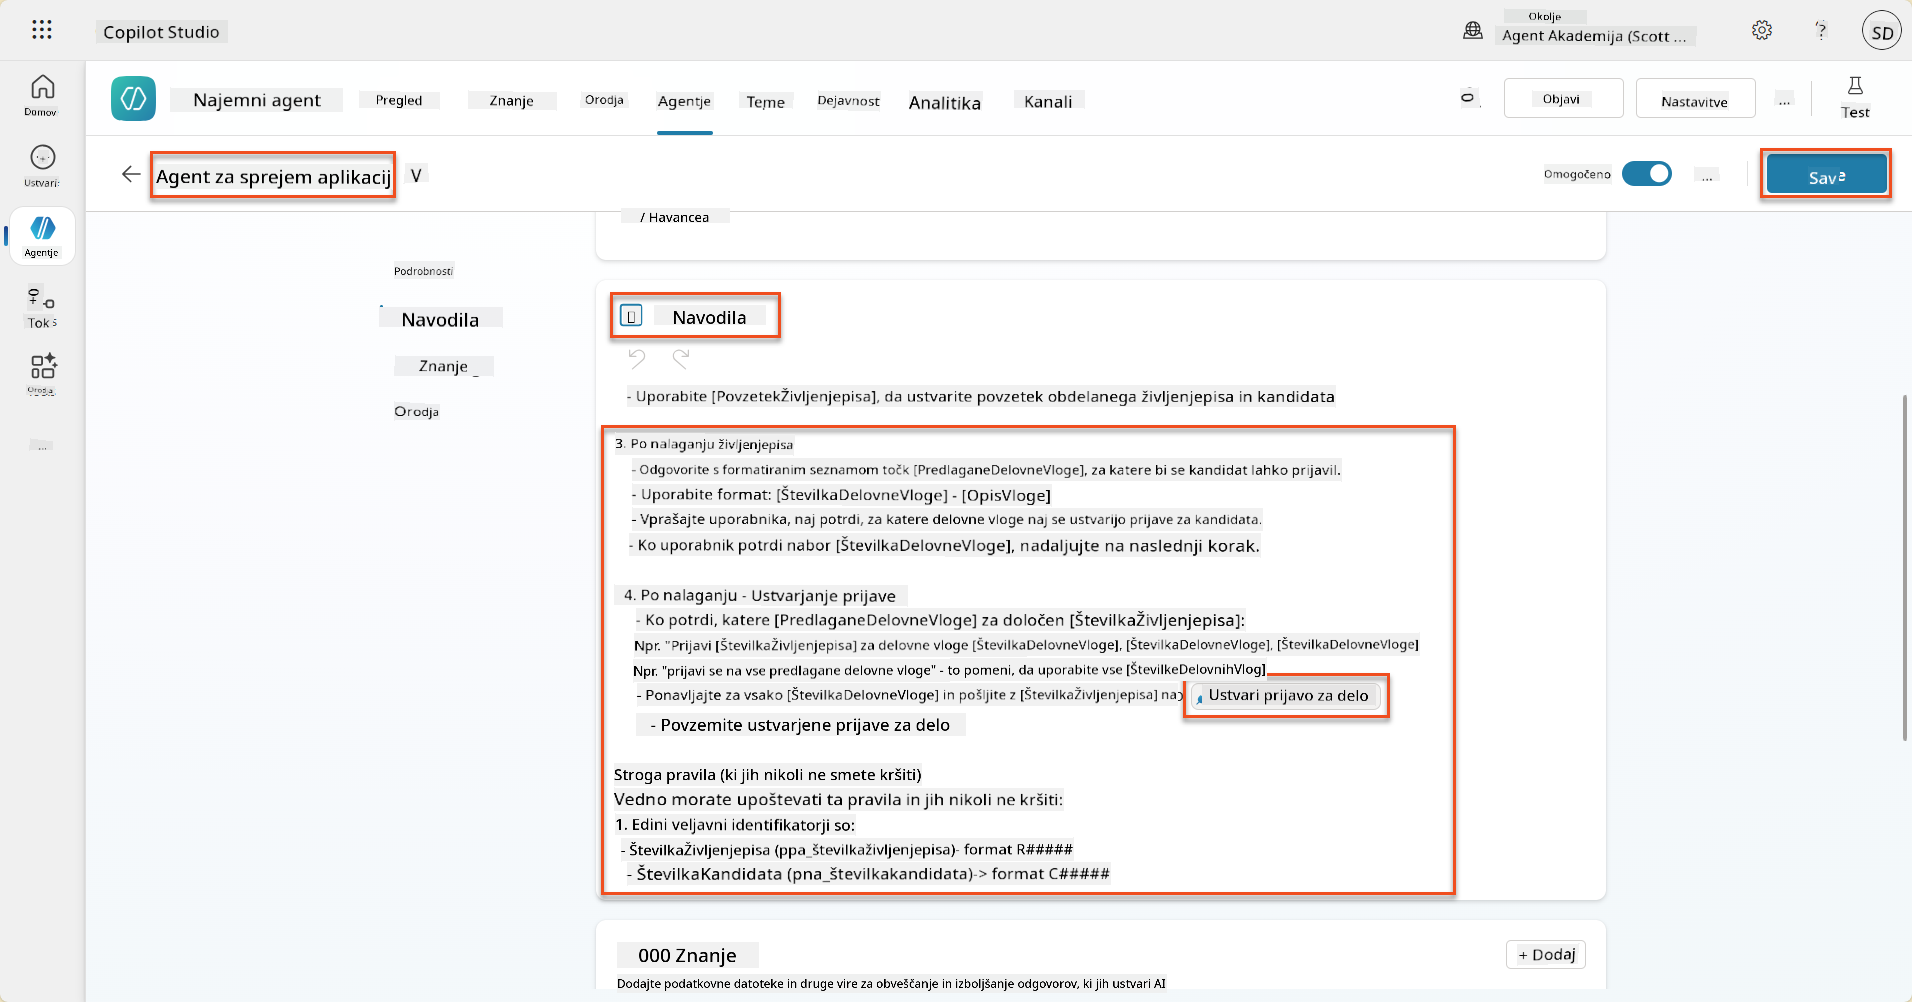 Copilot Studio
Okolje
Agent Akademija (Scott ...
?
SD
Domov
Ustvari:
Agentje
Tok
...
Najemni agent
Pregled
Znanje
Orodja
Agentje
Teme
Dejavnost
Analitika
Kanali
Objavi
Nastavitve
...
Test
Agent za sprejem aplikacij
V
Omogočeno
...
Sava
/ Havancea
Podrobnosti
Navodila
Znanje
Orodja
Navodila
- Uporabite [PovzetekŽivljenjepisa], da ustvarite povzetek obdelanega življenjepisa in kandidata
3. Po nalaganju življenjepisa
- Odgovorite s formatiranim seznamom točk [PredlaganeDelovneVloge], za katere bi se kandidat lahko prijavil.
- Uporabite format: [ŠtevilkaDelovneVloge] - [OpisVloge]
- Vprašajte uporabnika, naj potrdi, za katere delovne vloge naj se ustvarijo prijave za kandidata.
- Ko uporabnik potrdi nabor [ŠtevilkaDelovneVloge], nadaljujte na naslednji korak.
4. Po nalaganju - Ustvarjanje prijave
- Ko potrdi, katere [PredlaganeDelovneVloge] za določen [ŠtevilkaŽivljenjepisa]:
Npr. "Prijavi [ŠtevilkaŽivljenjepisa] za delovne vloge [ŠtevilkaDelovneVloge], [ŠtevilkaDelovneVloge], [ŠtevilkaDelovneVloge]
Npr. "prijavi se na vse predlagane delovne vloge" - to pomeni, da uporabite vse [ŠtevilkeDelovnihVlog]
- Ponavljajte za vsako [ŠtevilkaDelovneVloge] in pošljite z [ŠtevilkaŽivljenjepisa] na Ustvari prijavo za delo
- Povzemite ustvarjene prijave za delo
Stroga pravila (ki jih nikoli ne smete kršiti)
Vedno morate upoštevati ta pravila in jih nikoli ne kršiti:
1. Edini veljavni identifikatorji so:
- ŠtevilkaŽivljenjepisa (ppa_številkaživljenjepisa)- format R#####
- ŠtevilkaKandidata (pna_številkakandidata)-> format C#####
000 Znanje
+ Dodaj
Dodajte podatkovne datoteke in druge vire za obveščanje in izboljšanje odgovorov, ki jih ustvari AI